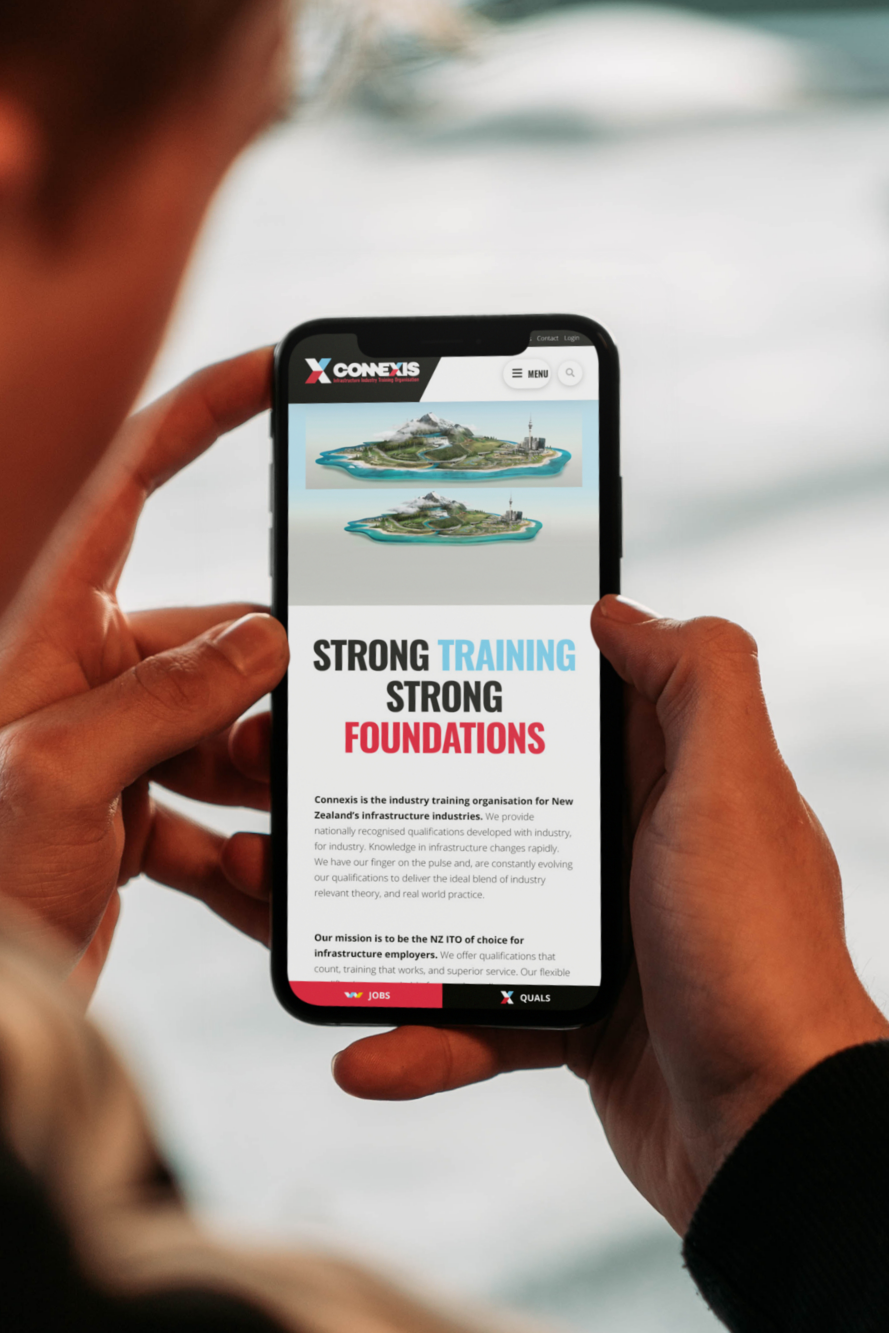 Contact Login
CONNEXIS
Infrastructure Industry Training Organisation
MENU
STRONG TRAINING
STRONG
FOUNDATIONS
Connexis is the industry training organisation for New
Zealand's infrastructure industries. We provide
nationally recognised qualifications developed with industry,
for industry. Knowledge in infrastructure changes rapidly.
We have our finger on the pulse and, are constantly evolving
our qualifications to deliver the ideal blend of industry
relevant theory, and real world practice.
Our mission is to be the NZ ITO of choice for
infrastructure employers. We offer qualifications that
count, training that works, and superior service. Our flexible
JOBS
QUALS